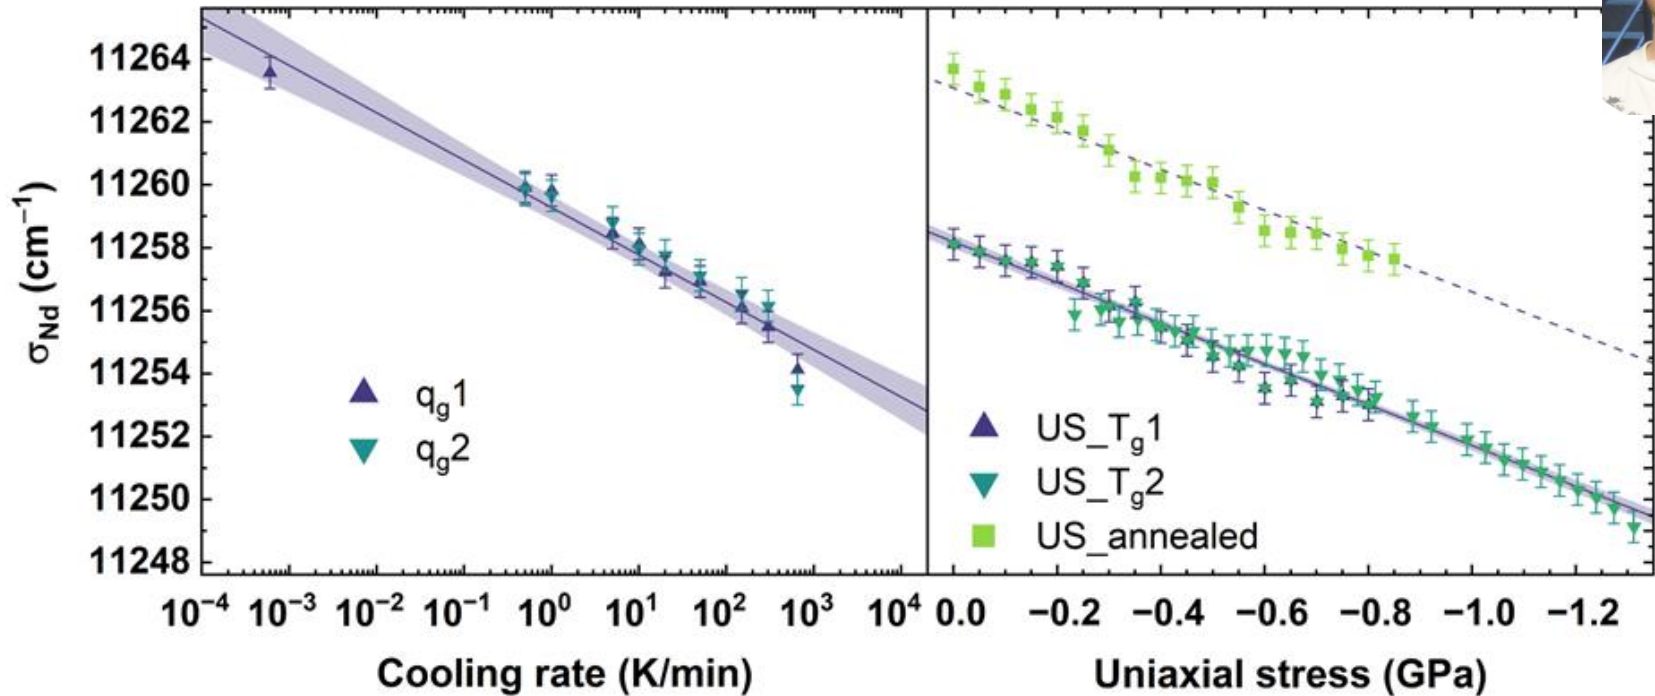 σNd (cm⁻¹)
11264
11262
11260
11258
11256
11254
11252
11250
11248
qg1
qg2
10⁻⁴ 10⁻³ 10⁻² 10⁻¹ 10⁰ 10¹ 10² 10³ 10⁴
Cooling rate (K/min)
US_Tg1
US_Tg2
US_annealed
0.0 −0.2 −0.4 −0.6 −0.8 −1.0 −1.2
Uniaxial stress (GPa)